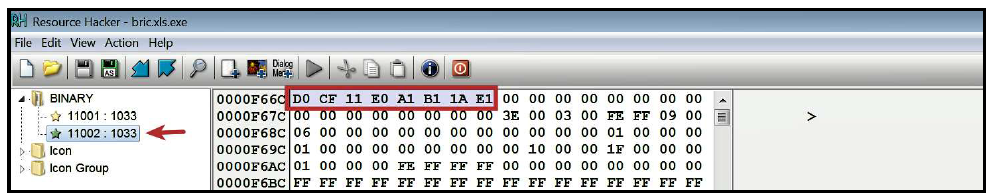 RH Resource Hacker - bric.xls.exe
File Edit View Action Help
AS Dialog Menu
BINARY
11001 : 1033
11002 : 1033
Icon
Icon Group
0000F66C D0 CF 11 E0 A1 B1 1A E1 00 00 00 00 00 00 00 00
0000F67C 00 00 00 00 00 00 00 00 3E 00 03 00 FE FF 09 00
0000F68C 06 00 00 00 00 00 00 00 00 00 00 00 01 00 00 00
0000F69C 01 00 00 00 00 00 00 00 00 10 00 00 1F 00 00 00
0000F6AC 01 00 00 00 FE FF FF FF 00 00 00 00 00 00 00 00
0000F6BC FF FF FF FF FF FF FF FF FF FF FF FF FF FF FF FF
>